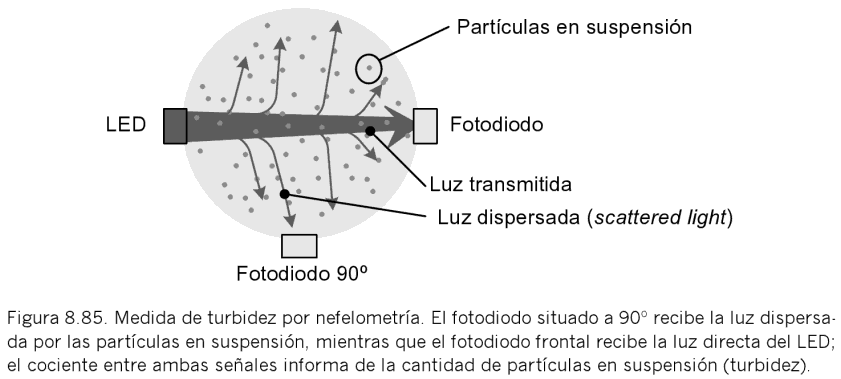 Partículas en suspensión
LED
Fotodiodo
Luz transmitida
Luz dispersada (scattered light)
Fotodiodo 90º
Figura 8.85. Medida de turbidez por nefelometría. El fotodiodo situado a 90° recibe la luz dispersa-
da por las partículas en suspensión, mientras que el fotodiodo frontal recibe la luz directa del LED;
el cociente entre ambas señales informa de la cantidad de partículas en suspensión (turbidez).